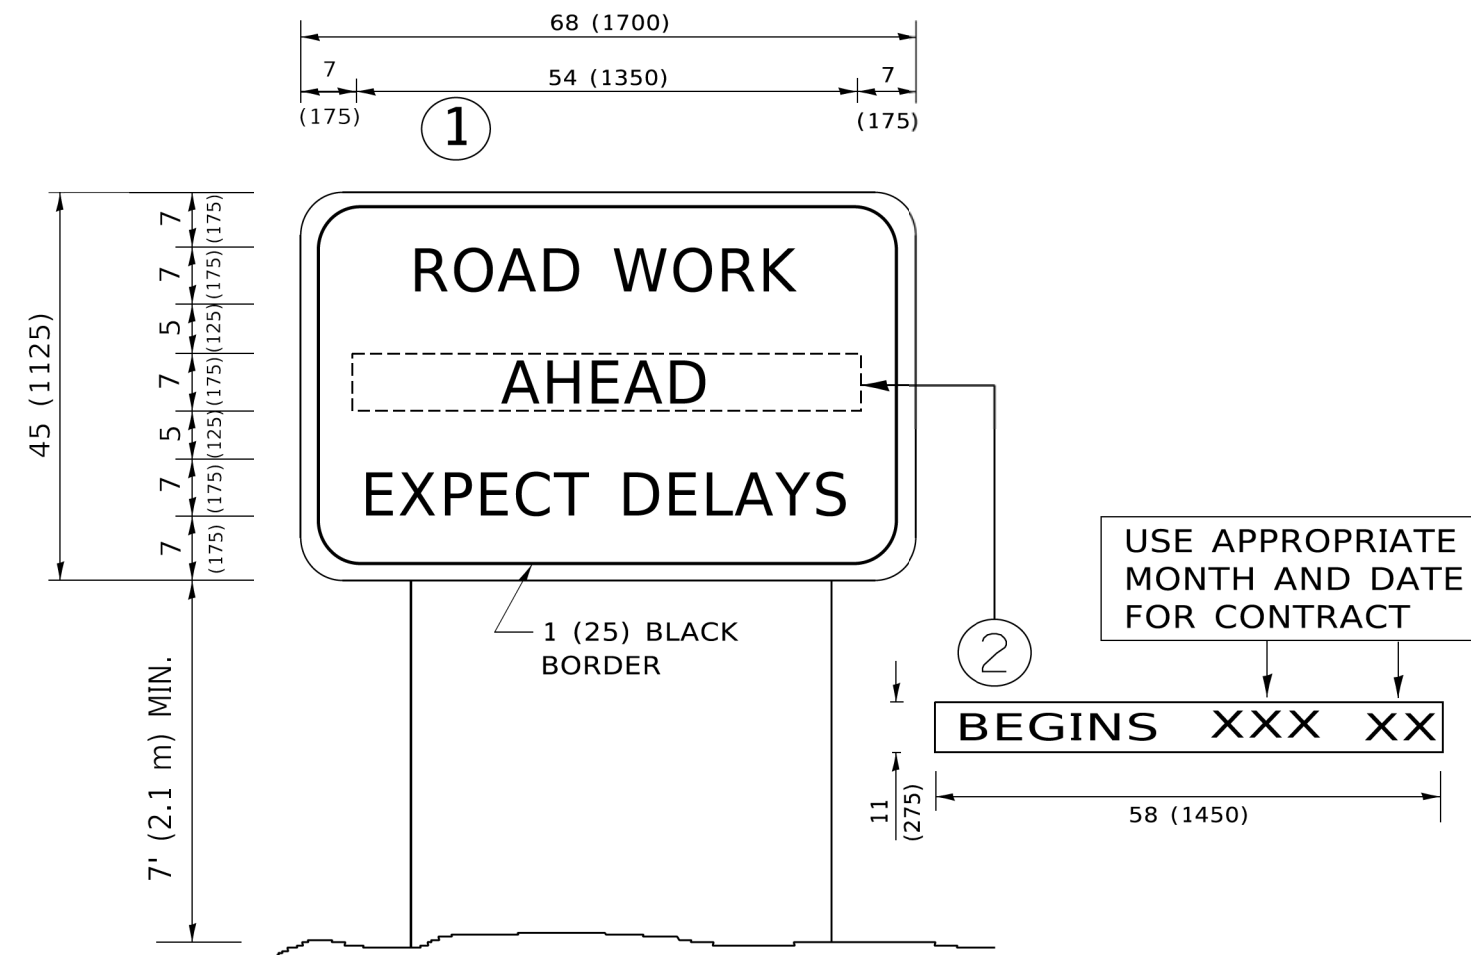 68 (1700)
7
54 (1350)
7
(175)
(175)
1
7
(175)
7
(175)
5
(125)
7
(175)
5
(125)
7
(175)
7
(175)
45 (1125)
ROAD WORK
AHEAD
EXPECT DELAYS
1 (25) BLACK
BORDER
7' (2.1 m) MIN.
2
USE APPROPRIATE
MONTH AND DATE
FOR CONTRACT
BEGINS XXX XX
11
(275)
58 (1450)